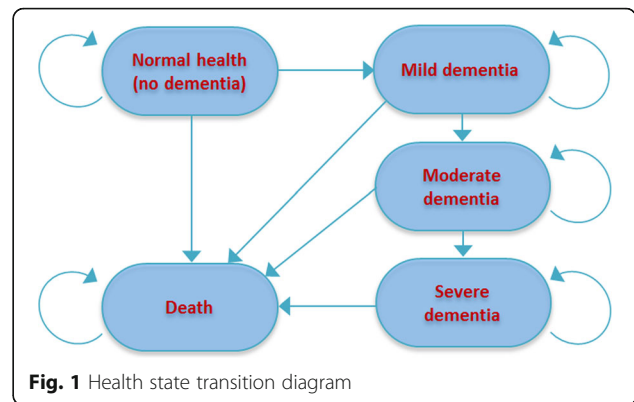 Normal health
(no dementia)
Mild dementia
Moderate
dementia
Death
Severe
dementia
Fig. 1 Health state transition diagram